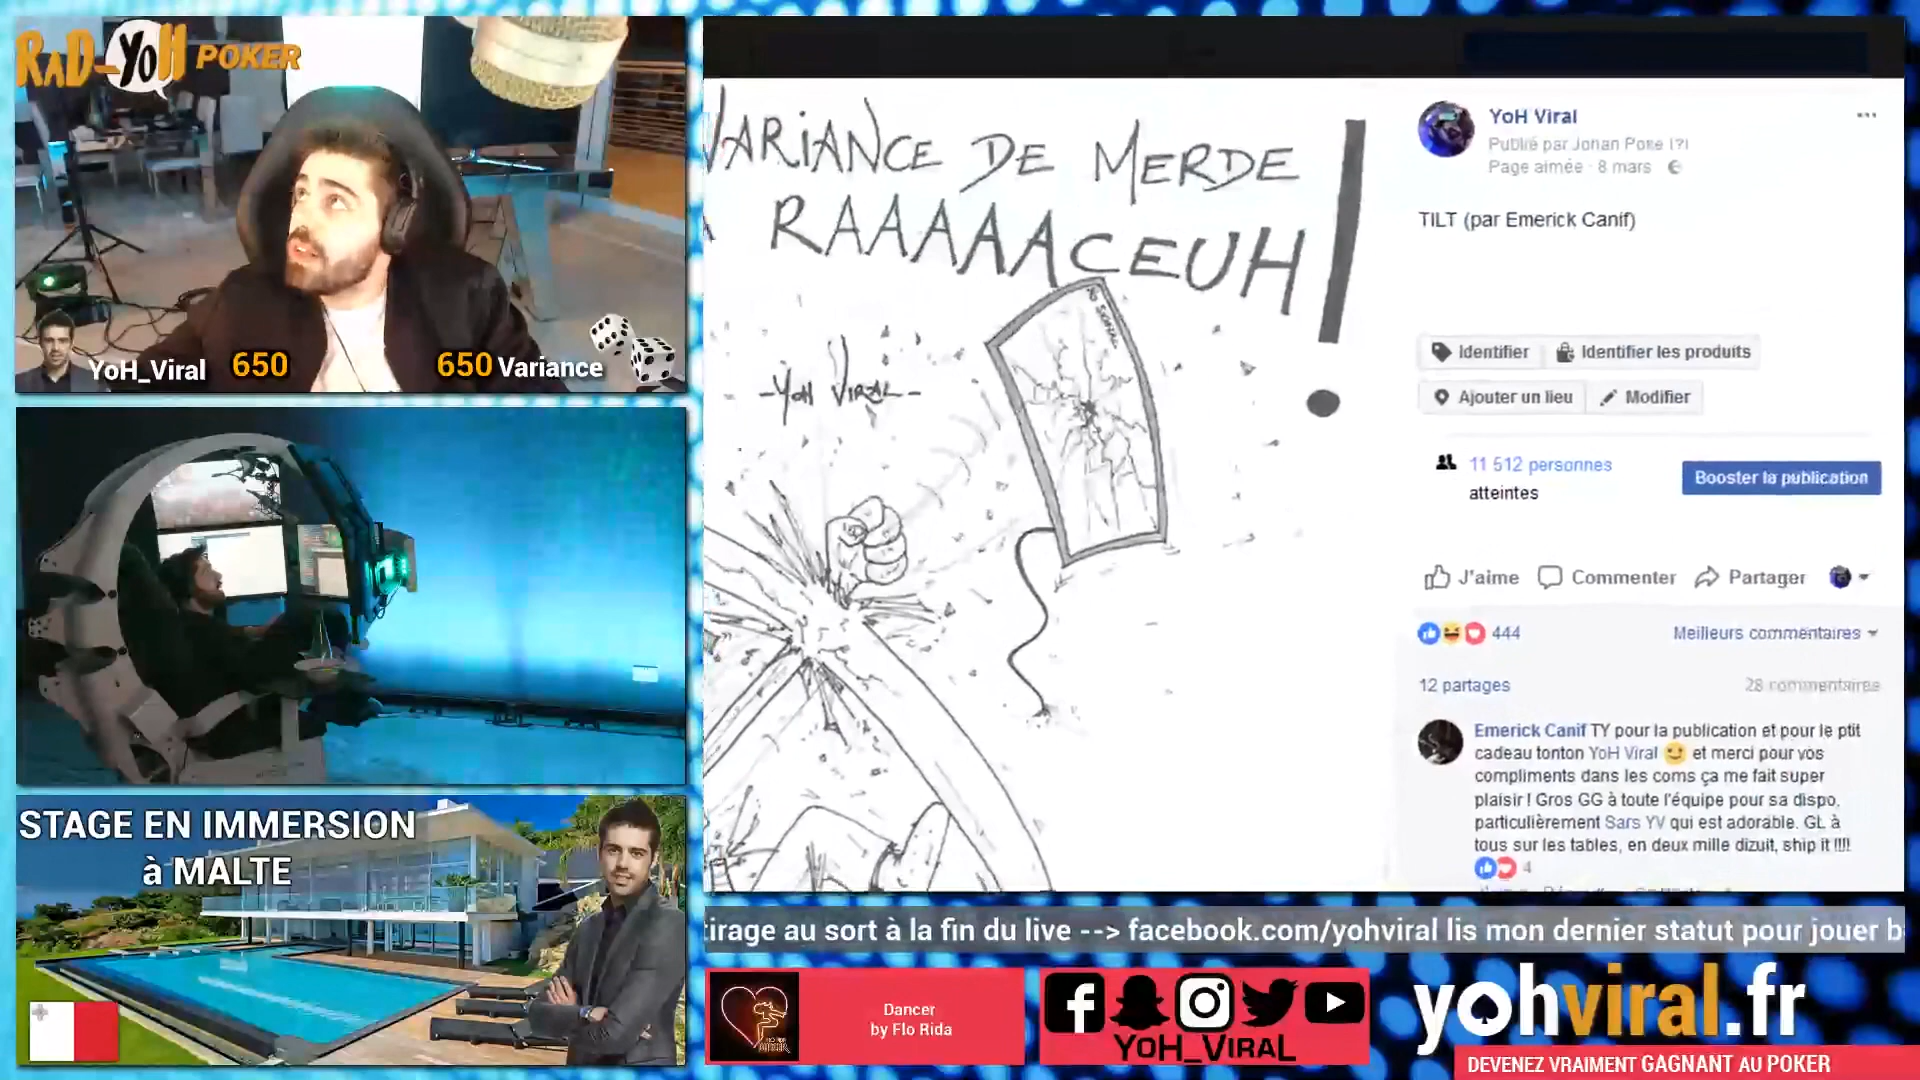 RAD-YOH POKER
YoH_Viral 650 650 Variance
STAGE EN IMMERSION
à MALTE
VARIANCE DE MERDE
RAAAAACEUH!
-YOH VIRAL-
YoH Viral
Page aimée · 8 mars
TILT (par Emerick Canif)
Identifier
Identifier les produits
Ajouter un lieu
Modifier
11 512 personnes
atteintes
Booster la publication
J'aime
Commenter
Partager
444
Meilleurs commentaires
12 partages
28 commentaires
Emerick Canif TY pour la publication et pour le ptit
cadeau tonton YoH Viral et merci pour vos
compliments dans les coms ça me fait super
plaisir ! Gros GG à toute l'équipe pour sa dispo,
particulièrement Sars YV qui est adorable. GL à
tous sur les tables, en deux mille dizuit, ship it !!!!
4
tirage au sort à la fin du live --> facebook.com/yohviral lis mon dernier statut pour jouer b
Dancer
by Flo Rida
YoH_ViraL
yohviral.fr
DEVENEZ VRAIMENT GAGNANT AU POKER